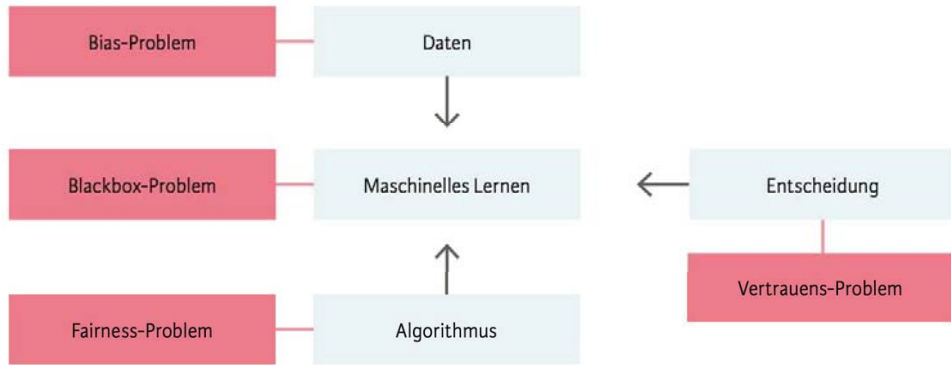 Bias-Problem
Daten
Blackbox-Problem
Maschinelles Lernen
Entscheidung
Vertrauens-Problem
Fairness-Problem
Algorithmus